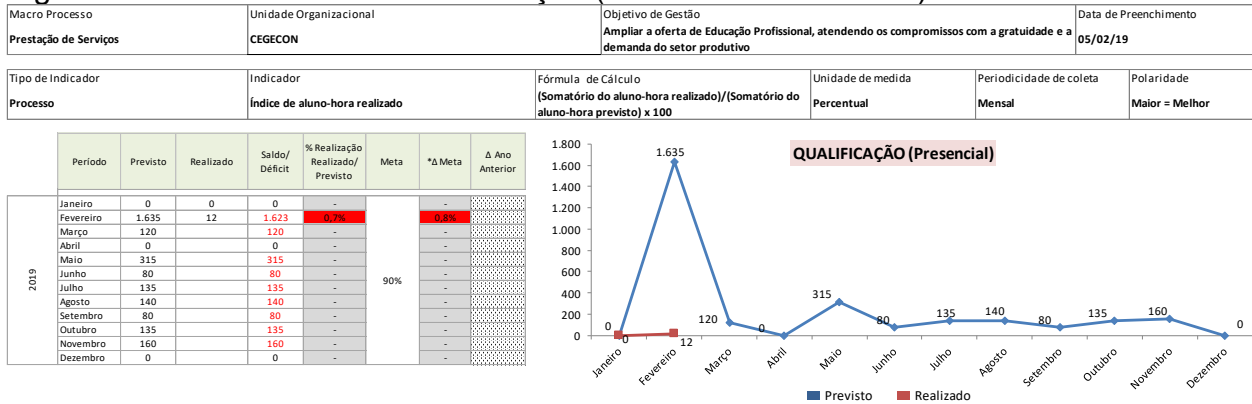 Macro Processo
Prestação de Serviços
Unidade Organizacional
CEGECON
Objetivo de Gestão
Ampliar a oferta de Educação Profissional, atendendo os compromissos com a gratuidade e a
demanda do setor produtivo
Data de Preenchimento
05/02/19
Tipo de Indicador
Processo
Indicador
Índice de aluno-hora realizado
Fórmula de Cálculo
(Somatório do aluno-hora realizado)/(Somatório do
aluno-hora previsto) x 100
Unidade de medida
Percentual
Periodicidade de coleta
Mensal
Polaridade
Maior = Melhor
Período Previsto Realizado Saldo/ Déficit % Realização Realizado/ Previsto Meta *Δ Meta Δ Ano Anterior
2019
Janeiro 0 0 0 - -
Fevereiro 1.635 12 1.623 0,7% 0,8%
Março 120 120 - -
Abril 0 0 - -
Maio 315 315 - -
Junho 80 80 - -
90%
Julho 135 135 - -
Agosto 140 140 - -
Setembro 80 80 - -
Outubro 135 135 - -
Novembro 160 160 - -
Dezembro 0 0 - -
QUALIFICAÇÃO (Presencial)
1.800
1.600
1.400
1.200
1.000
800
600
400
200
0
0 1.635 120 0 315 80 135 140 80 135 160 0
0 12
Janeiro Fevereiro Março Abril Maio Junho Julho Agosto Setembro Outubro Novembro Dezembro
Previsto Realizado